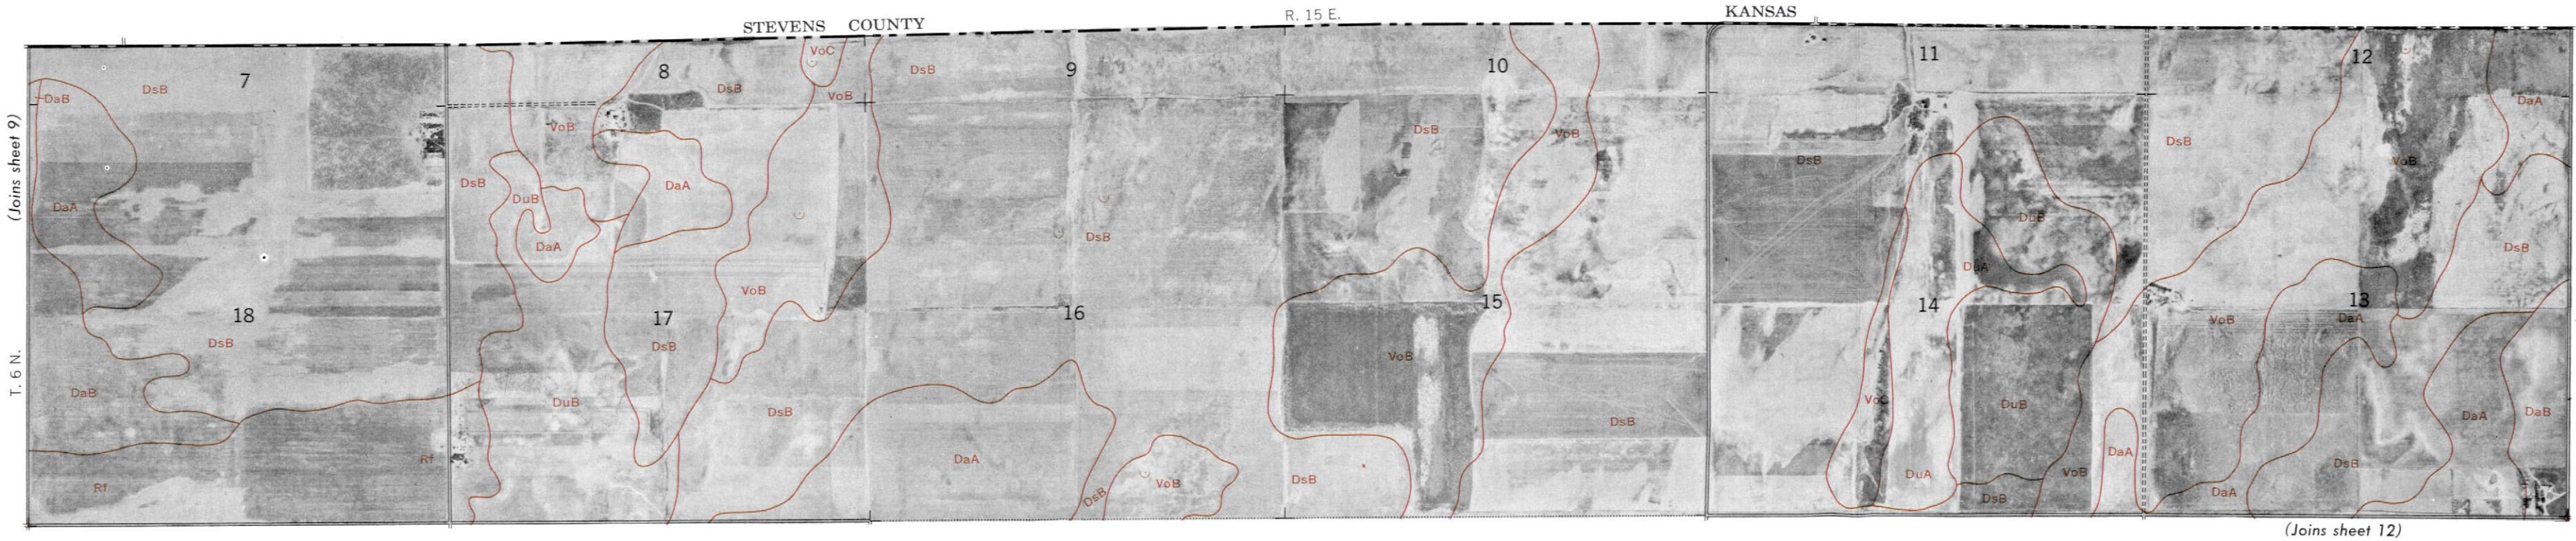 STEVENS COUNTY
R. 15 E.
KANSAS
(Joins sheet 9)
T. 6 N.
7
8
9
10
11
12
DaB
DsB
VoC
DsB
VoB
DsB
VoB
DsB
VoB
DsB
DsB
VoB
DaA
DaA
DsB
DuB
DaA
DaA
DsB
DuB
DuA
DsB
VoB
18
17
16
15
14
13
DsB
DsB
VoB
VoB
DaA
DaB
DuB
DsB
DaA
DsB
VoC
DuB
DaA
DaB
Rf
Rf
DsB
VoB
DsB
DuA
DsB
VoB
DaA
DaA
DsB
(Joins sheet 12)